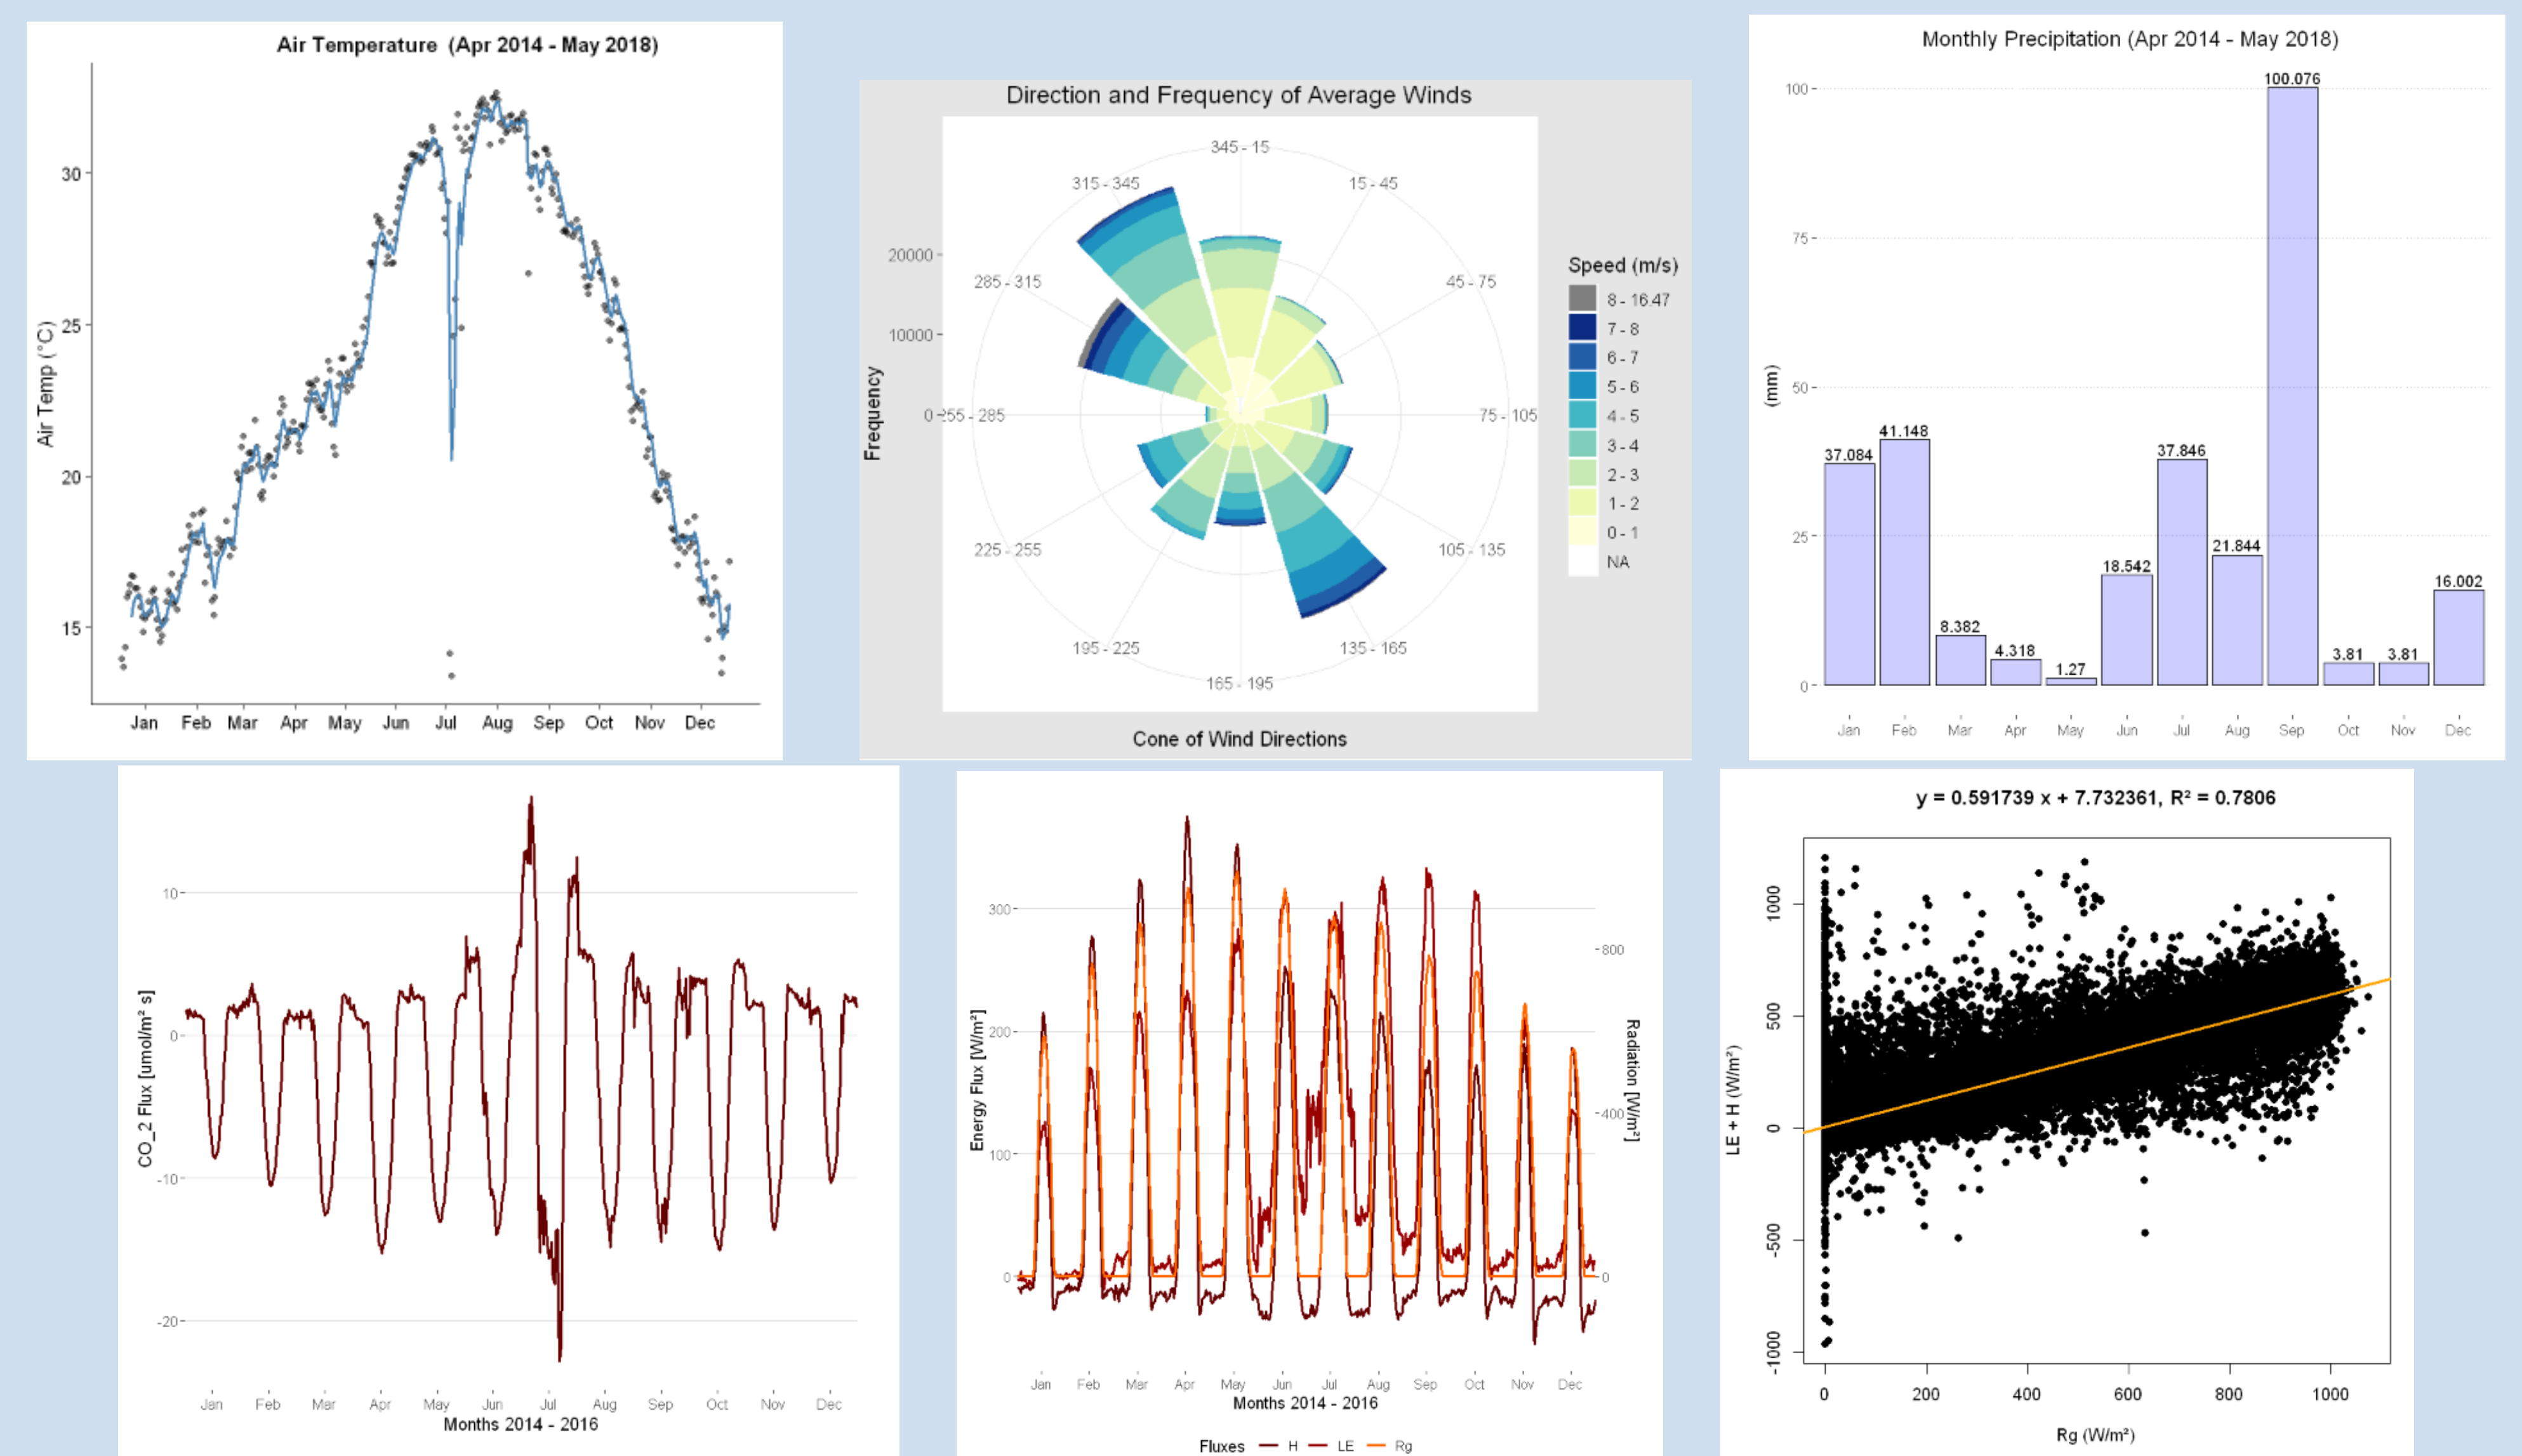 Air Temperature (Apr 2014 - May 2018)
Air Temp (°C)
30
25
20
15
Jan Feb Mar Apr May Jun Jul Aug Sep Oct Nov Dec
Direction and Frequency of Average Winds
Frequency
20000
10000
0
345 - 15
15 - 45
45 - 75
75 - 105
105 - 135
135 - 165
165 - 195
195 - 225
225 - 255
255 - 285
285 - 315
315 - 345
Cone of Wind Directions
Speed (m/s)
8 - 16.47
7 - 8
6 - 7
5 - 6
4 - 5
3 - 4
2 - 3
1 - 2
0 - 1
NA
Monthly Precipitation (Apr 2014 - May 2018)
(mm)
100
75
50
25
0
37.084
41.148
8.382
4.318
1.27
18.542
37.846
21.844
100.076
3.81
3.81
16.002
Jan Feb Mar Apr May Jun Jul Aug Sep Oct Nov Dec
CO_2 Flux [umol/m² s]
10
0
-10
-20
Jan Feb Mar Apr May Jun Jul Aug Sep Oct Nov Dec
Months 2014 - 2016
Energy Flux [W/m²]
300
200
100
0
Radiation [W/m²]
800
400
0
Jan Feb Mar Apr May Jun Jul Aug Sep Oct Nov Dec
Months 2014 - 2016
Fluxes H LE Rg
y = 0.591739 x + 7.732361, R² = 0.7806
LE + H (W/m²)
1000
500
0
-500
-1000
0 200 400 600 800 1000
Rg (W/m²)